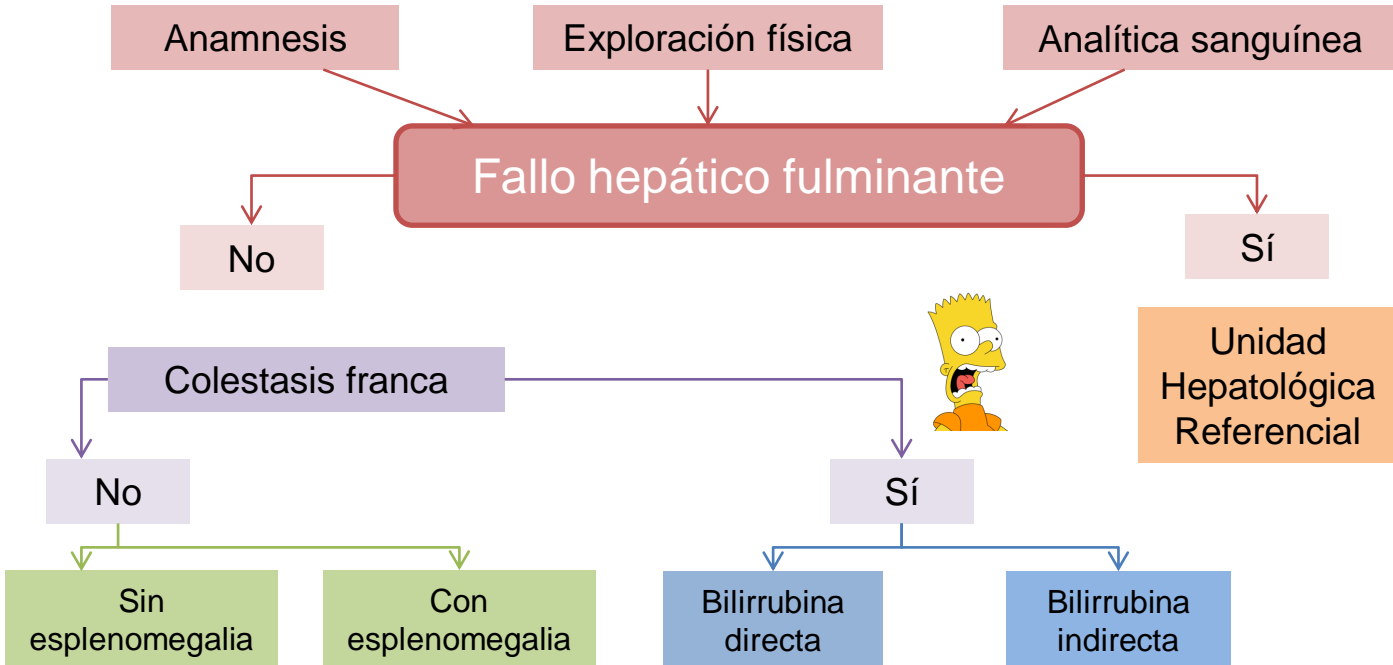 Anamnesis
Exploración física
Analítica sanguínea
Fallo hepático fulminante
No
Sí
Unidad
Hepatológica
Referencial
Colestasis franca
No
Sí
Sin
esplenomegalia
Con
esplenomegalia
Bilirrubina
directa
Bilirrubina
indirecta